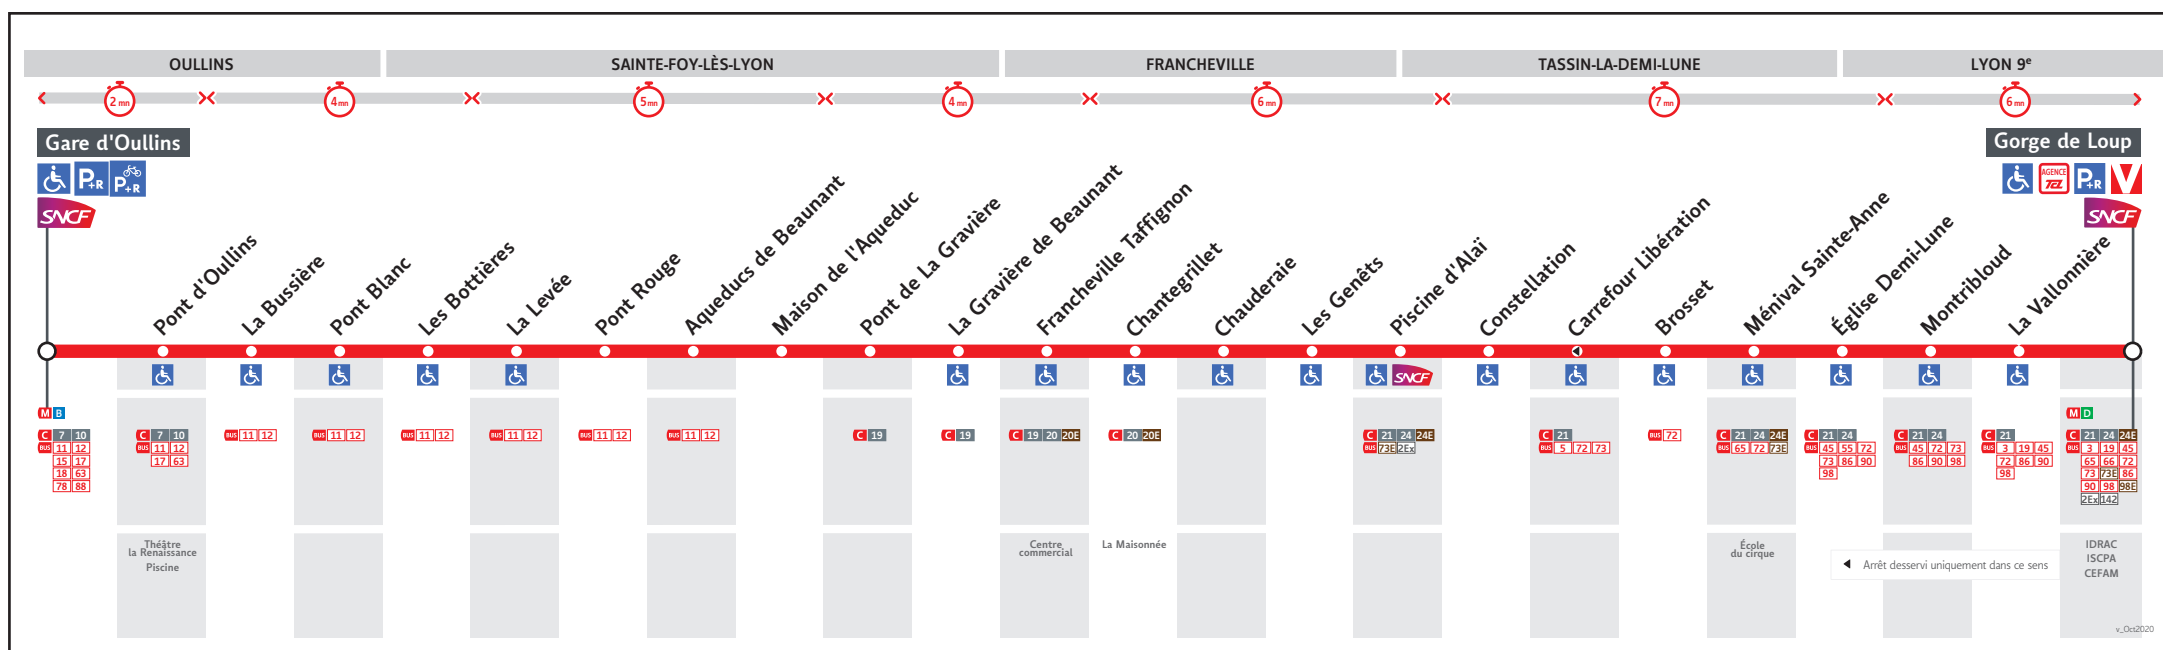 OULLINS
SAINTE-FOY-LÈS-LYON
FRANCHEVILLE
TASSIN-LA-DEMI-LUNE
LYON 9e
2 mn
4 mn
5 mn
4 mn
6 mn
7 mn
6 mn
Gare d'Oullins
P+R
P+R
SNCF
Gorge de Loup
AGENCE
TCL
P+R
V
SNCF
Pont d'Oullins
La Bussière
Pont Blanc
Les Bottières
La Levée
Pont Rouge
Aqueducs de Beaunant
Maison de l'Aqueduc
Pont de La Gravière
La Gravière de Beaunant
Francheville Taffignon
Chantegrillet
Chauderaie
Les Genêts
Piscine d'Alaï
Constellation
Carrefour Libération
Brosset
Ménival Sainte-Anne
Église Demi-Lune
Montribloud
La Vallonnière
SNCF
M B
C 7 10
BUS 11 12
15 17
18 63
78 88
C 7 10
BUS 11 12
17 63
BUS 11 12
BUS 11 12
BUS 11 12
BUS 11 12
BUS 11 12
BUS 11 12
C 19
C 19
C 19 20 20E
C 20 20E
C 21 24 24E
BUS 73E 2Ex
C 21
BUS 5 72 73
BUS 72
C 21 24 24E
BUS 65 72 73E
C 21 24
BUS 45 55 72
73 86 90
98
C 21 24
BUS 45 72 73
86 90 98
C 21
BUS 3 19 45
72 86 90
98
M D
C 21 24 24E
BUS 3 19 45
65 66 72
73 73E 86
90 98 98E
2Ex 142
Théâtre
la Renaissance
Piscine
Centre
commercial
La Maisonnée
École
du cirque
Arrêt desservi uniquement dans ce sens
IDRAC
ISCPA
CEFAM
v_Oct2020